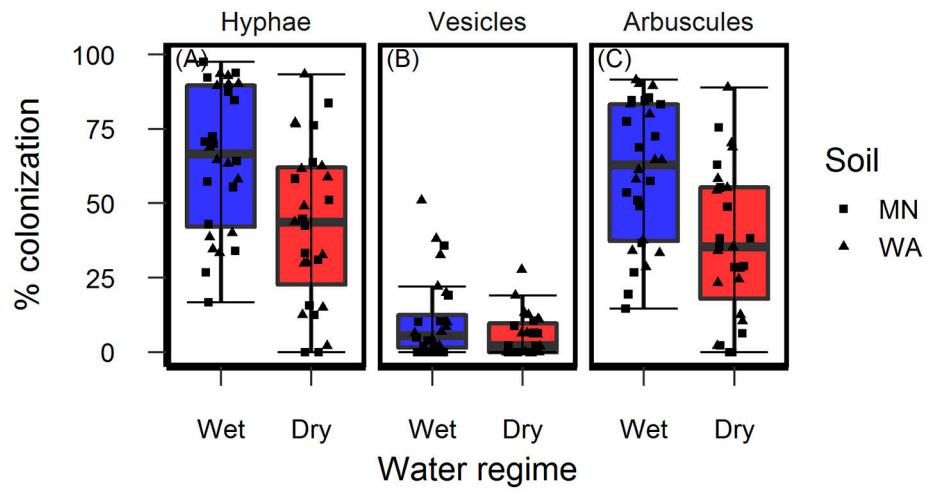 Hyphae Vesicles Arbuscules
(A) (B) (C)
100
75
50
25
0
% colonization
Wet Dry Wet Dry Wet Dry
Water regime
Soil
MN
WA